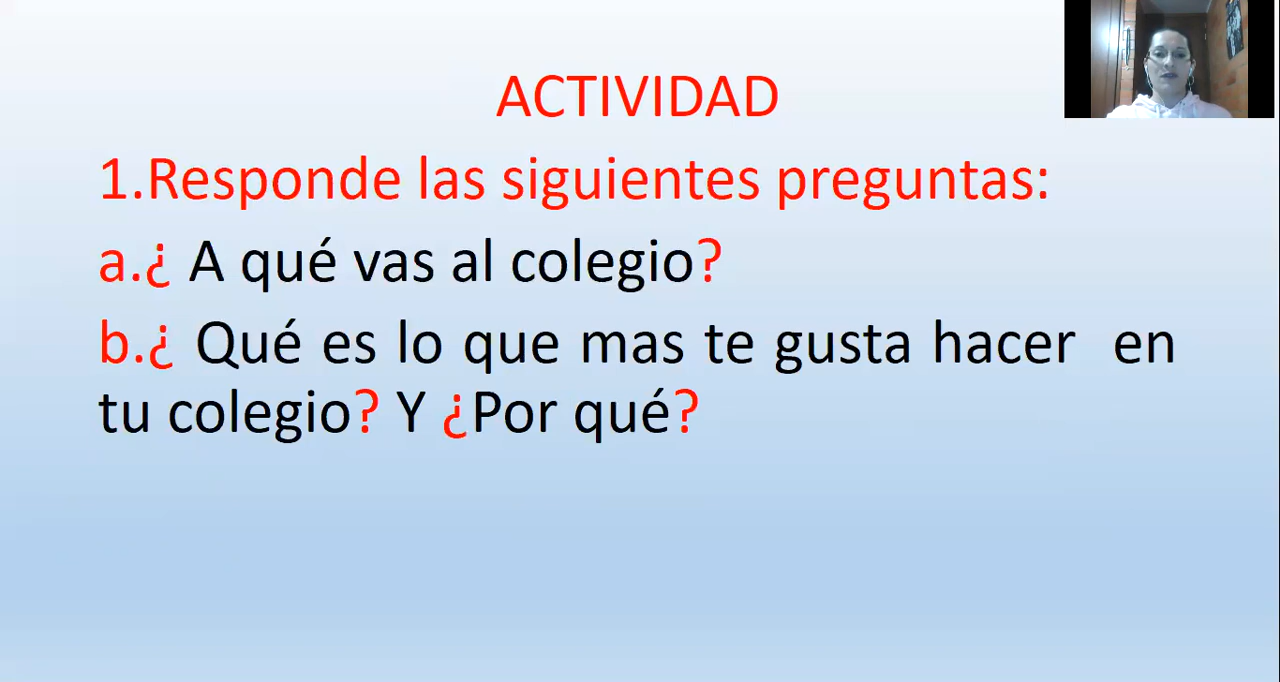 ACTIVIDAD
1.Responde las siguientes preguntas:
a.¿ A qué vas al colegio?
b.¿ Qué es lo que mas te gusta hacer  en
tu colegio? Y ¿Por qué?